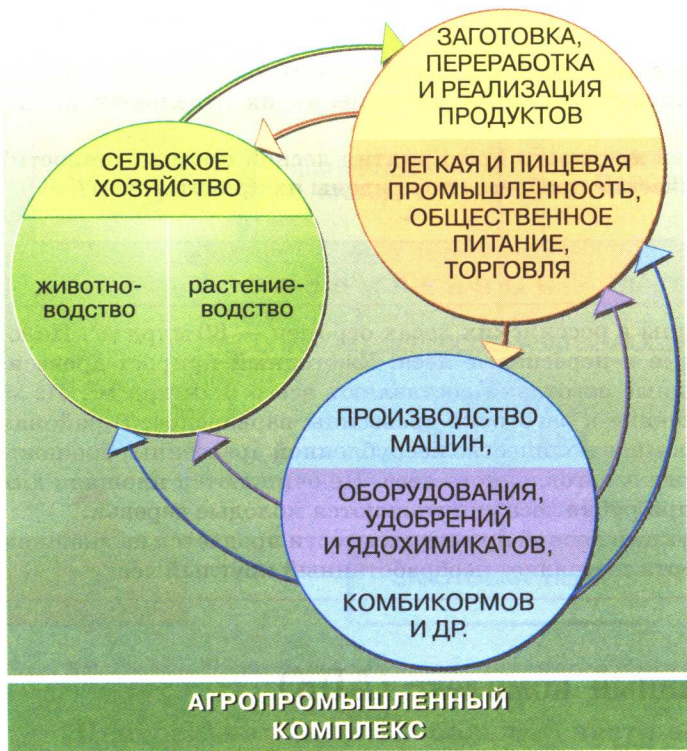 ЗАГОТОВКА,
ПЕРЕРАБОТКА
И РЕАЛИЗАЦИЯ
ПРОДУКТОВ
ЛЕГКАЯ И ПИЩЕВАЯ
ПРОМЫШЛЕННОСТЬ,
ОБЩЕСТВЕННОЕ
ПИТАНИЕ,
ТОРГОВЛЯ
СЕЛЬСКОЕ
ХОЗЯЙСТВО
животно-
водство
растение-
водство
ПРОИЗВОДСТВО
МАШИН,
ОБОРУДОВАНИЯ,
УДОБРЕНИЙ
И ЯДОХИМИКАТОВ,
КОМБИКОРМОВ
И ДР.
АГРОПРОМЫШЛЕННЫЙ
КОМПЛЕКС